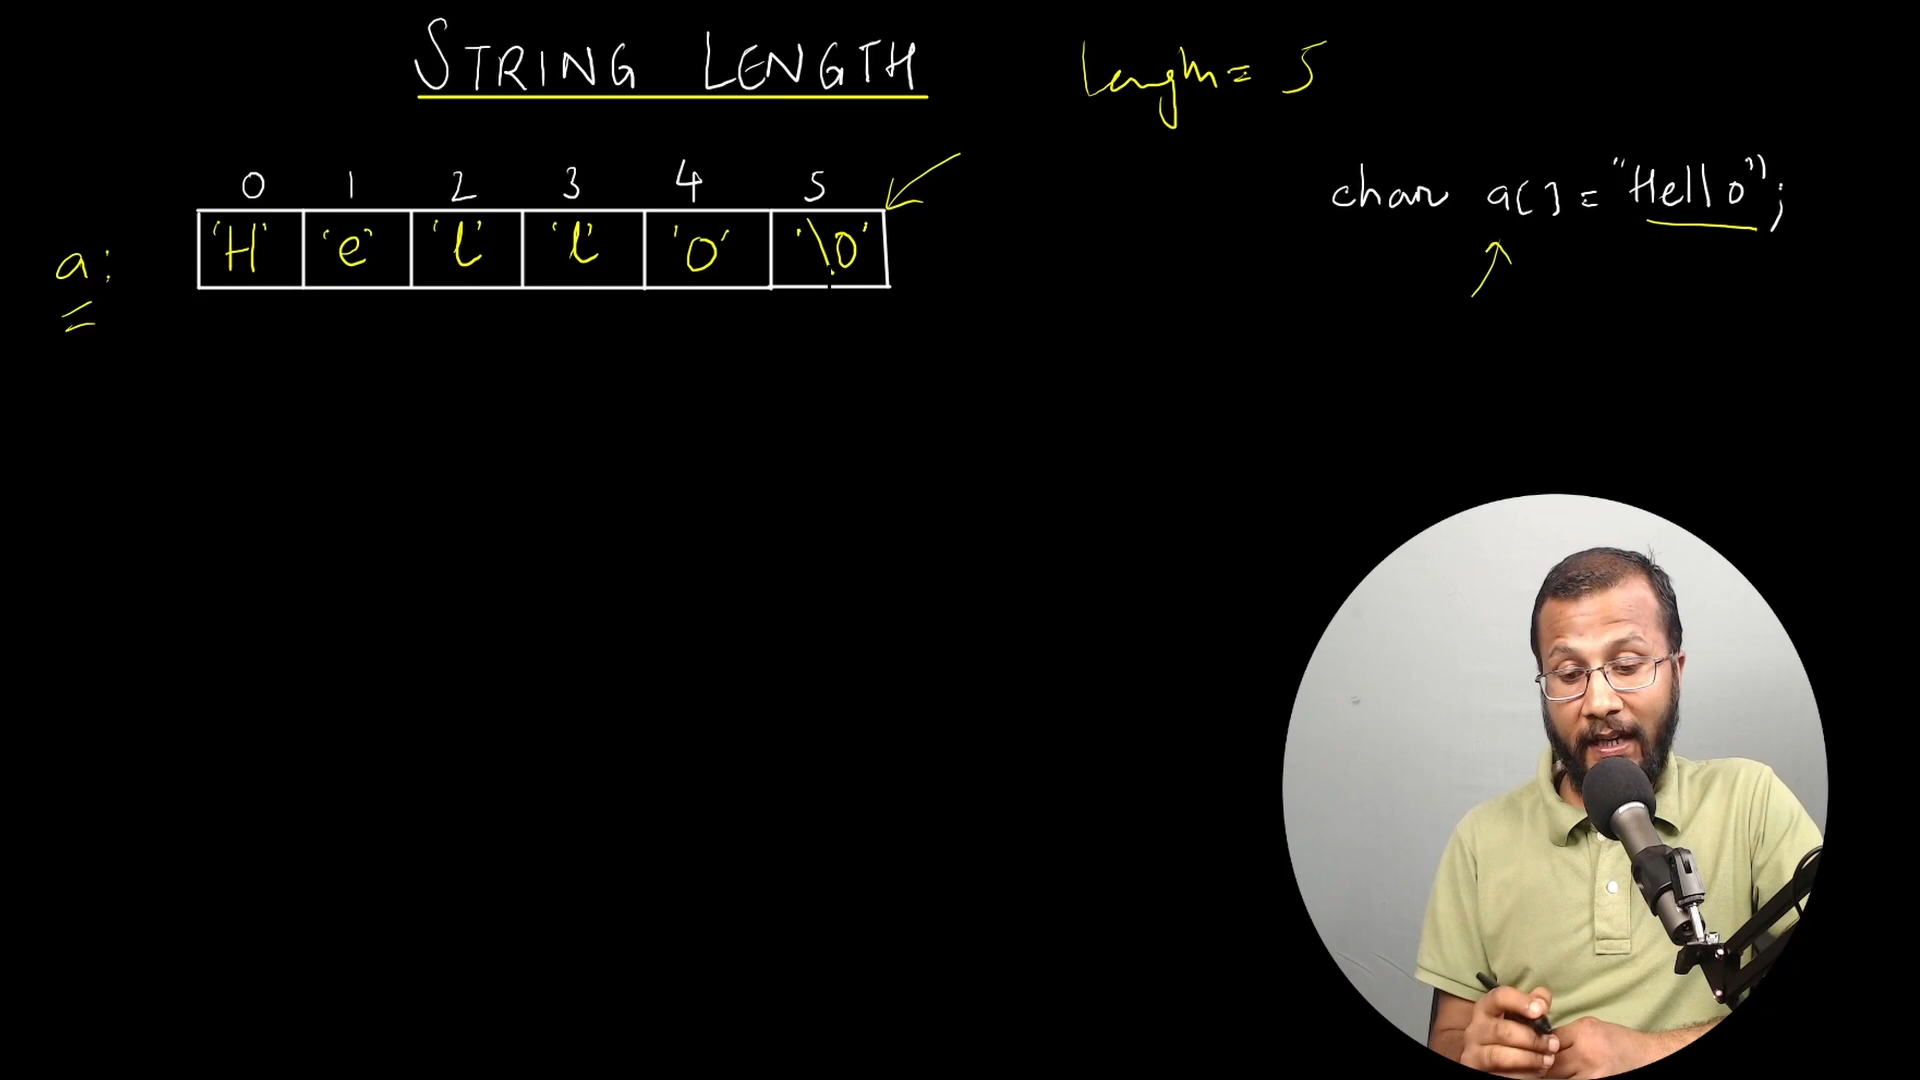 STRING LENGTH
length = 5
char a[] = "Hello";
0 1 2 3 4 5
a: 'H' 'e' 'l' 'l' 'o' '\0'